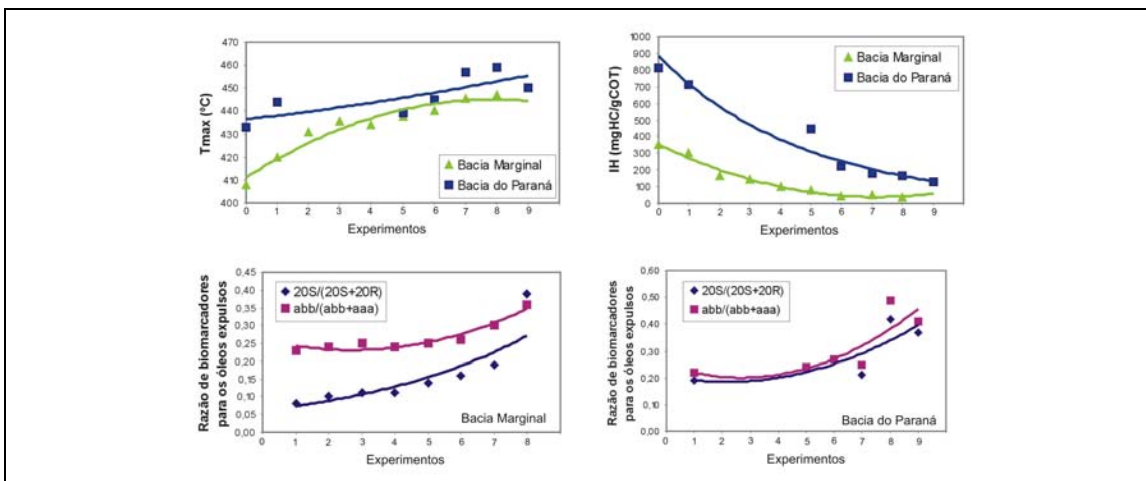 470
460
450
440
430
420
410
400
Tmax (ºC)
Bacia Marginal
Bacia do Paraná
0 1 2 3 4 5 6 7 8 9
Experimentos
1000
900
800
700
600
500
400
300
200
100
0
IH (mgHC/gCOT)
Bacia Marginal
Bacia do Paraná
0 1 2 3 4 5 6 7 8 9
Experimentos
0,45
0,40
0,35
0,30
0,25
0,20
0,15
0,10
0,05
0,00
Razão de biomarcadores
para os óleos expulsos
20S/(20S+20R)
abb/(abb+aaa)
Bacia Marginal
0 1 2 3 4 5 6 7 8
Experimentos
0,60
0,50
0,40
0,30
0,20
0,10
0,00
Razão de biomarcadores
para os óleos expulsos
20S/(20S+20R)
abb/(abb+aaa)
Bacia do Paraná
0 1 2 3 4 5 6 7 8 9
Experimentos